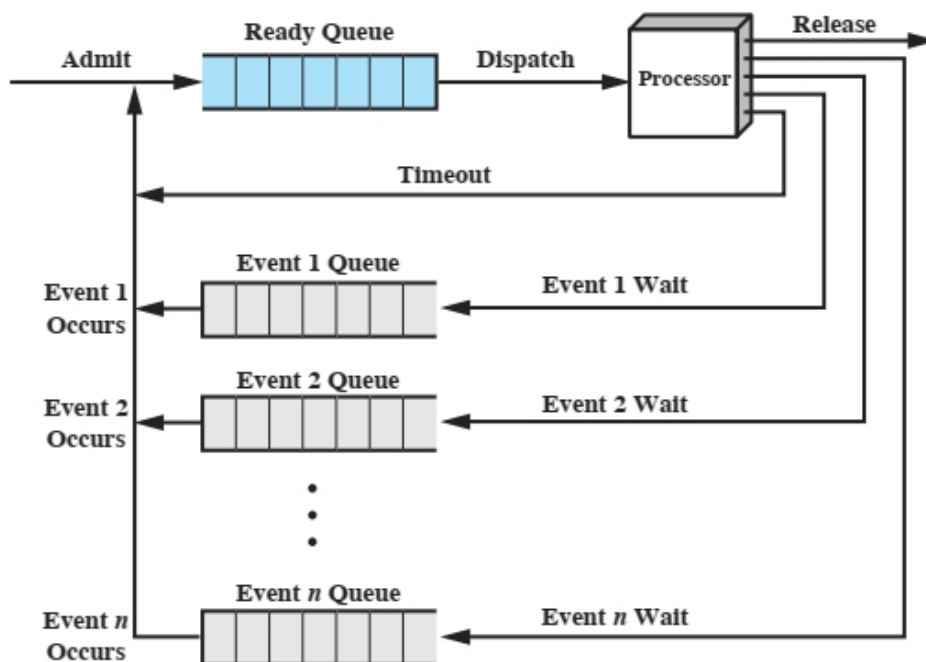 Ready Queue
Release
Admit
Dispatch
Processor
Timeout
Event 1 Queue
Event 1
Occurs
Event 1 Wait
Event 2 Queue
Event 2
Occurs
Event 2 Wait
Event n Queue
Event n
Occurs
Event n Wait